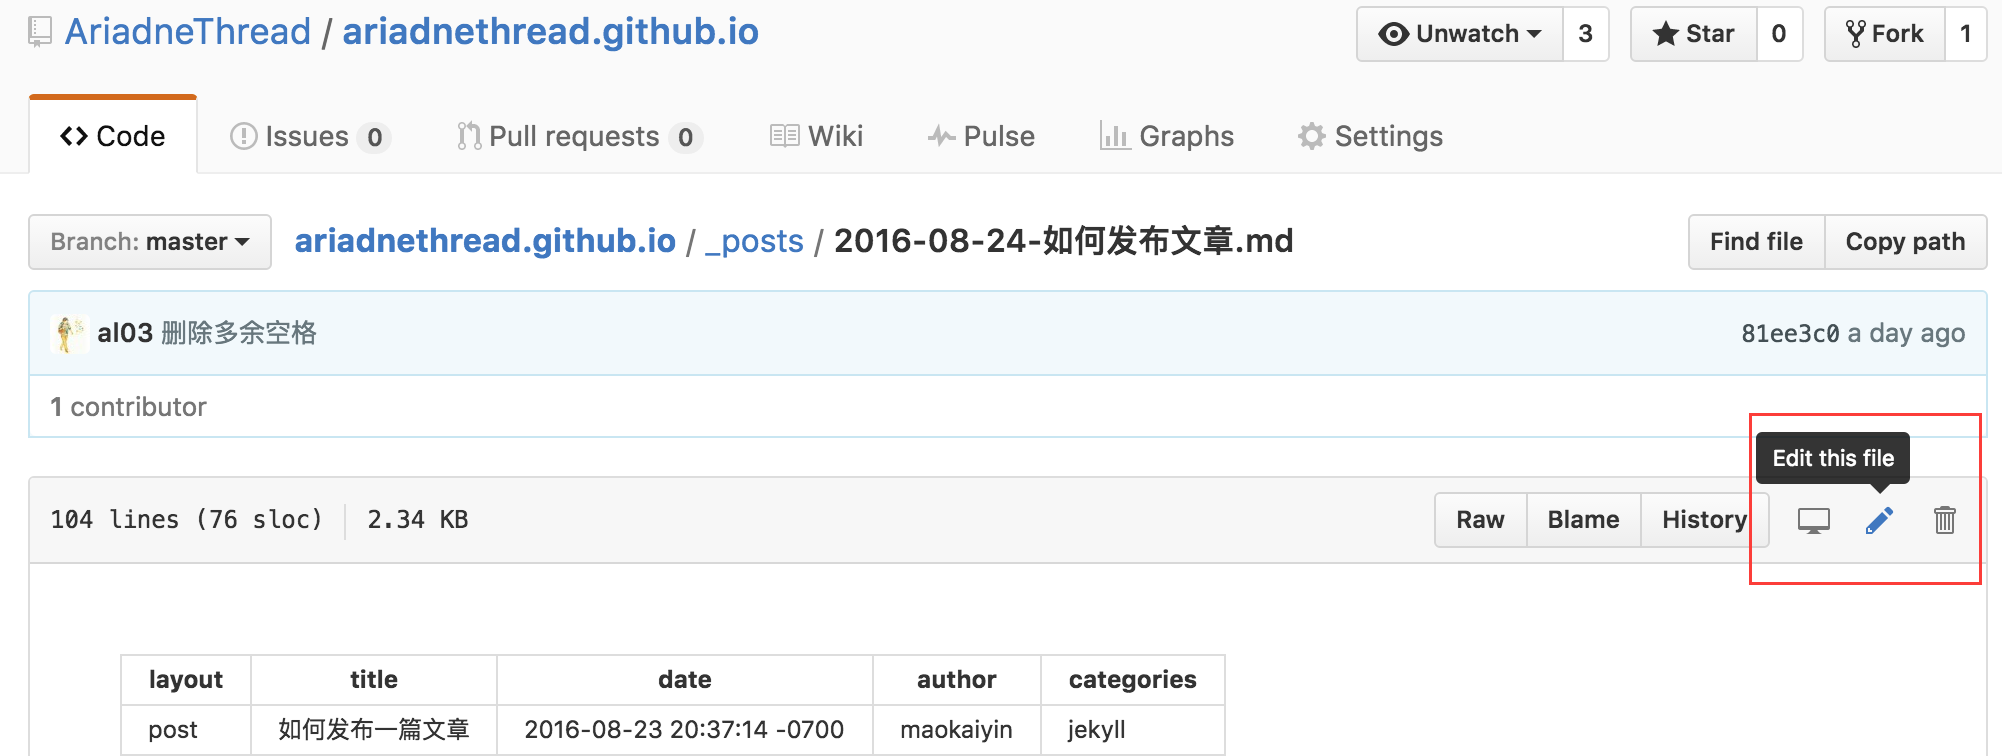 AriadneThread / ariadnethread.github.io
Unwatch 3 Star 0 Fork 1
Code Issues 0 Pull requests 0 Wiki Pulse Graphs Settings
Branch: master ariadnethread.github.io / _posts / 2016-08-24-如何发布文章.md Find file Copy path
al03 删除多余空格 81ee3c0 a day ago
1 contributor
Edit this file
104 lines (76 sloc) 2.34 KB Raw Blame History
layout title date author categories
post 如何发布一篇文章 2016-08-23 20:37:14 -0700 maokaiyin jekyll